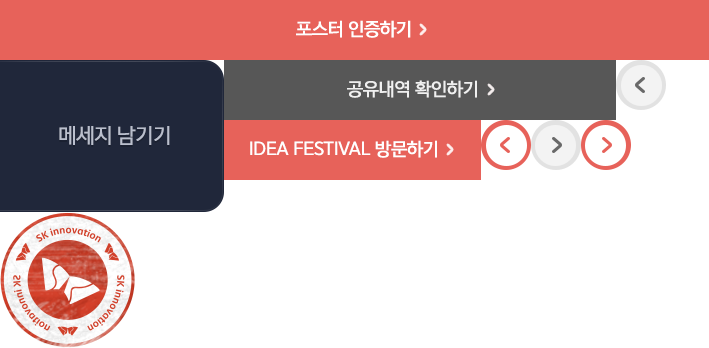 포스터 인증하기
공유내역 확인하기
메세지 남기기
IDEA FESTIVAL 방문하기
SK innovation
SK innovation
innovation
SK innovation